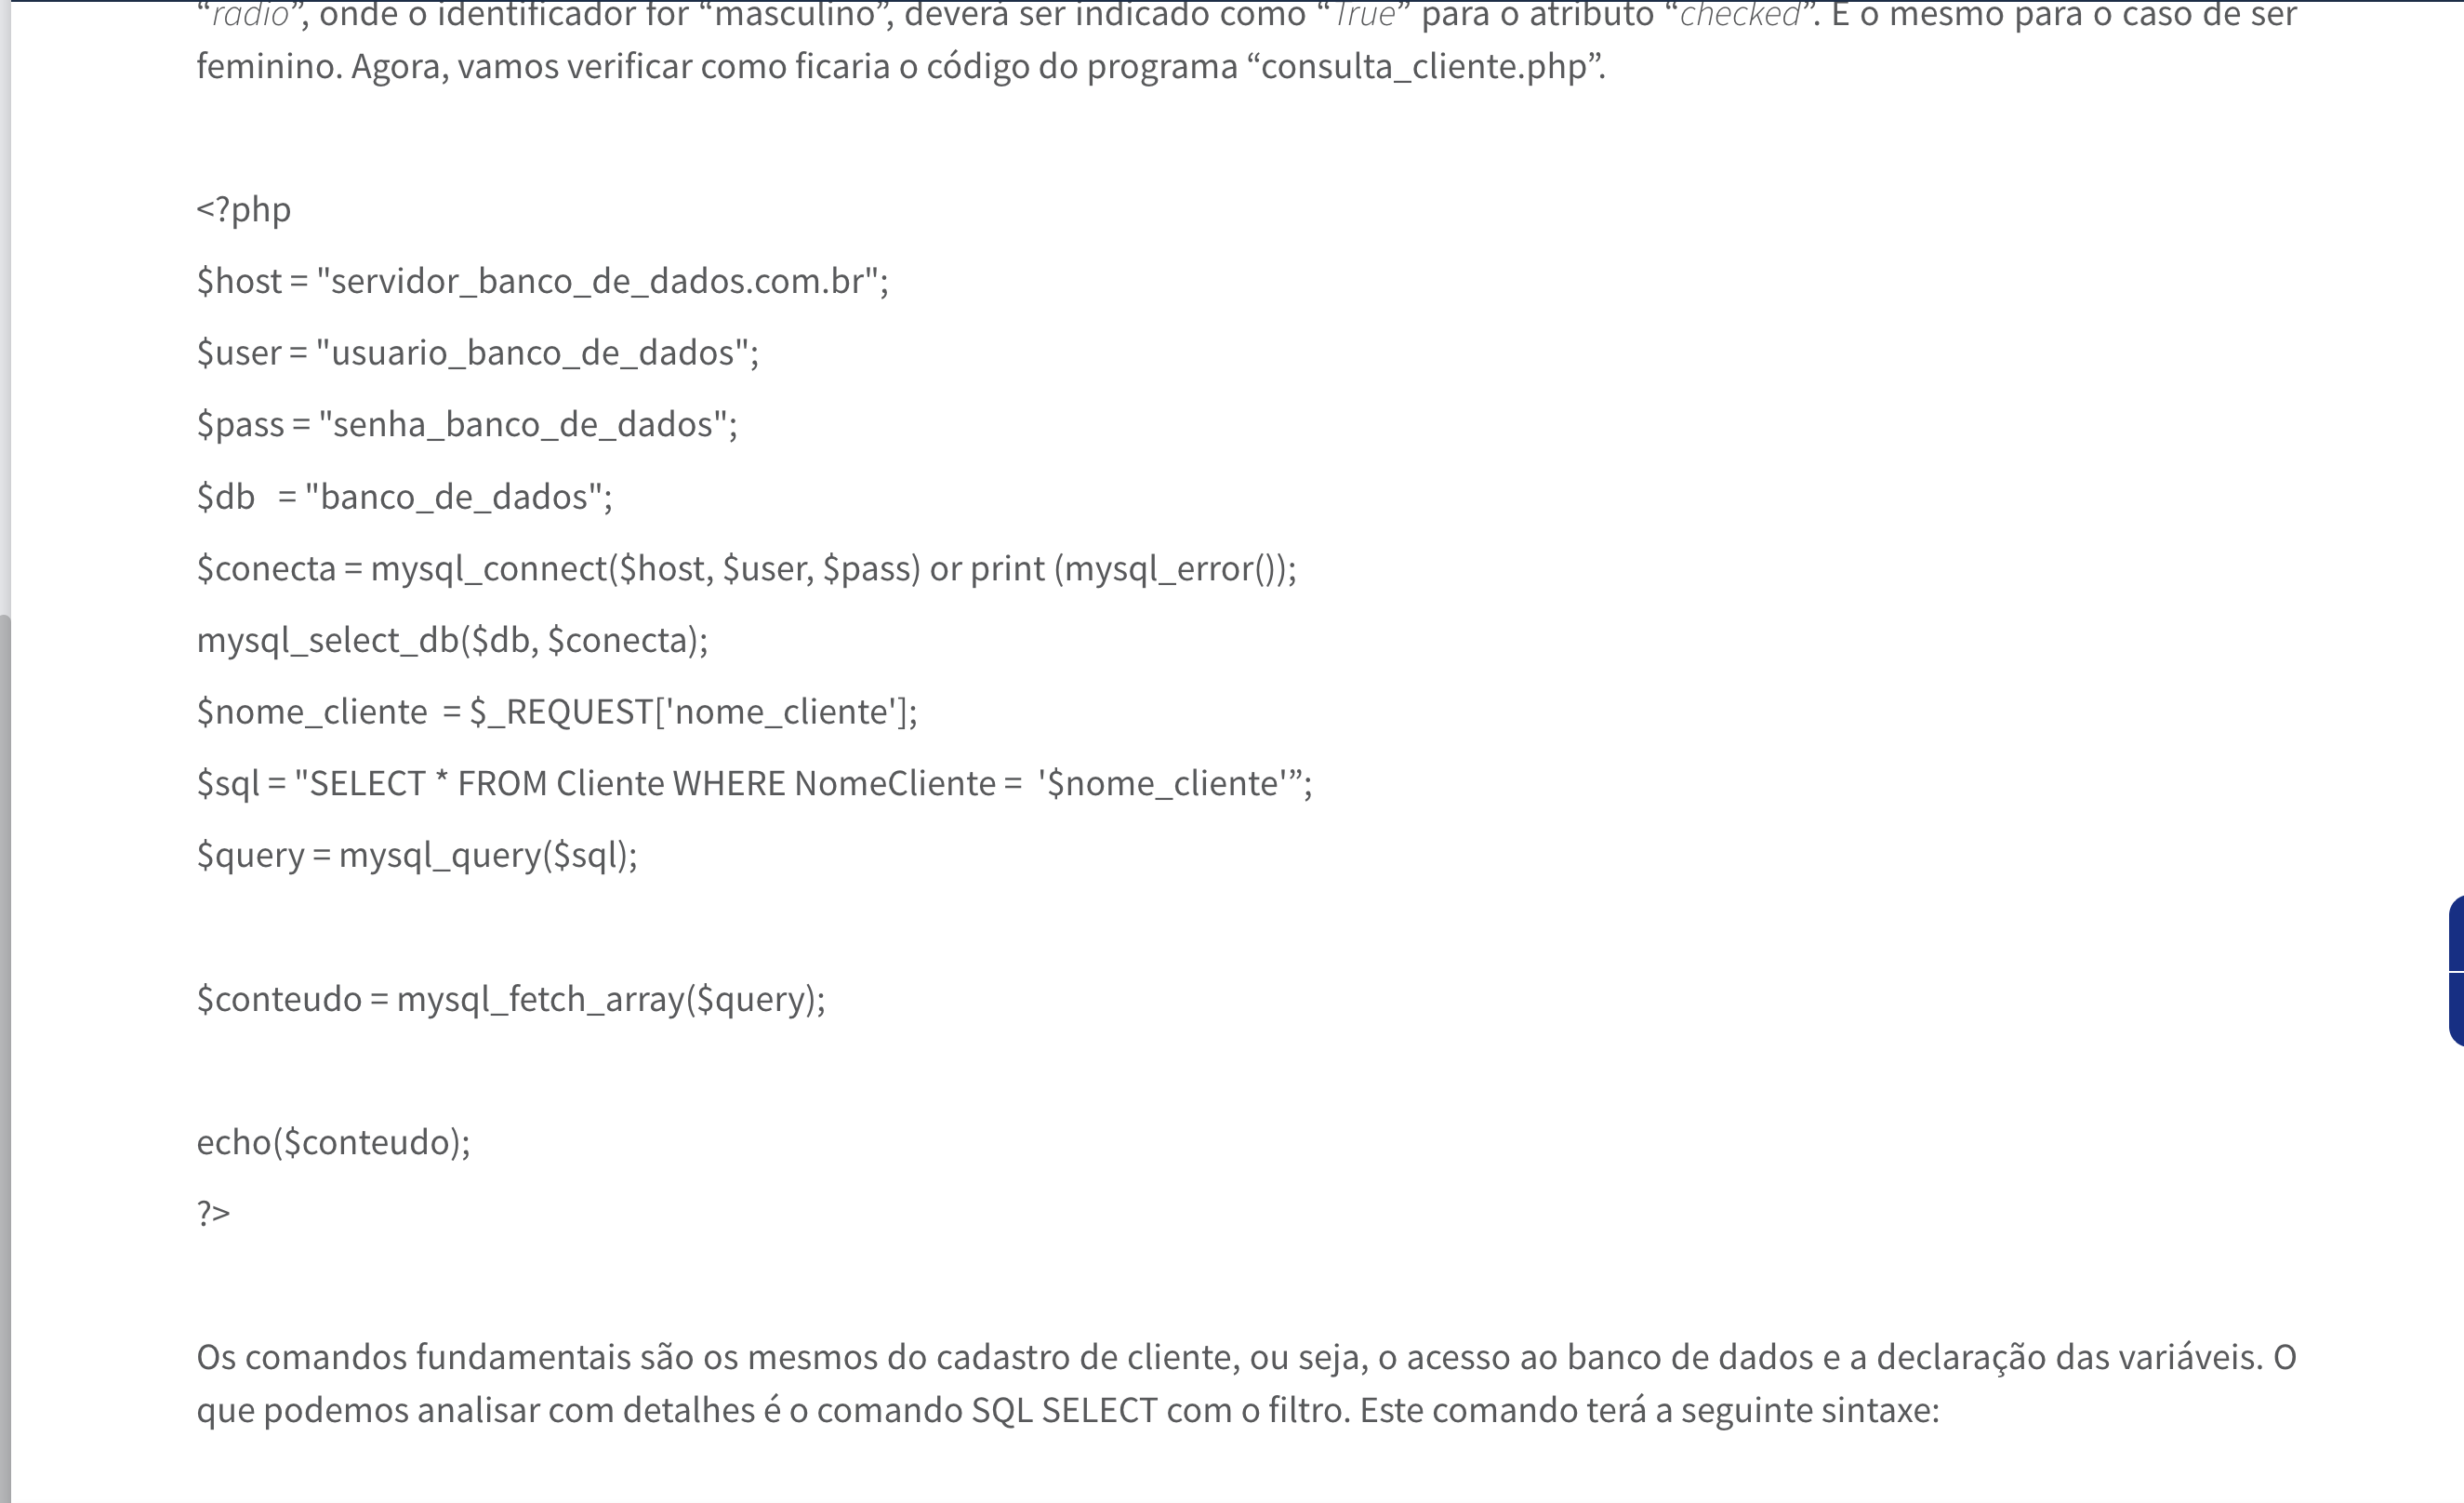 “radio”, onde o identificador for “masculino”, deverá ser indicado como “True” para o atributo “checked”. E o mesmo para o caso de ser
feminino. Agora, vamos verificar como ficaria o código do programa “consulta_cliente.php”.
<?php
$host = "servidor_banco_de_dados.com.br";
$user = "usuario_banco_de_dados";
$pass = "senha_banco_de_dados";
$db   = "banco_de_dados";
$conecta = mysql_connect($host, $user, $pass) or print (mysql_error());
mysql_select_db($db, $conecta);
$nome_cliente  = $_REQUEST['nome_cliente'];
$sql = "SELECT * FROM Cliente WHERE NomeCliente =  '$nome_cliente'”;
$query = mysql_query($sql);
$conteudo = mysql_fetch_array($query);
echo($conteudo);
?>
Os comandos fundamentais são os mesmos do cadastro de cliente, ou seja, o acesso ao banco de dados e a declaração das variáveis. O
que podemos analisar com detalhes é o comando SQL SELECT com o filtro. Este comando terá a seguinte sintaxe: